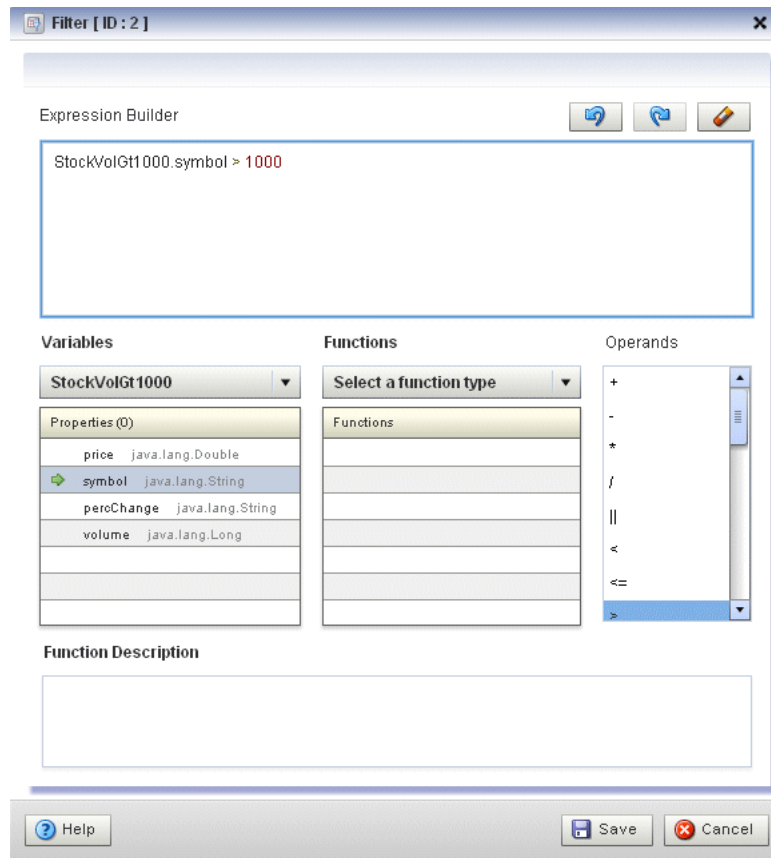 Filter [ ID : 2 ]
Expression Builder
StockVolGt1000.symbol > 1000
Variables
Functions
Operands
StockVolGt1000
Select a function type
Properties (0)
Functions
price java.lang.Double
symbol java.lang.String
percChange java.lang.String
volume java.lang.Long
+
-
*
/
||
<
<=
>
Function Description
Help
Save
Cancel